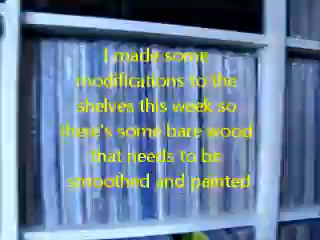 I made some
modifications to the
shelves this week so
there's some bare wood
that needs to be
smoothed and painted